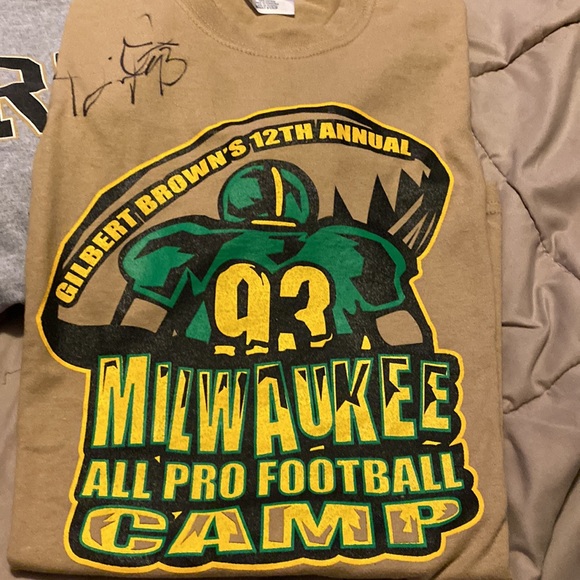 GILBERT BROWN'S 12TH ANNUAL
93
MILWAUKEE
ALL PRO FOOTBALL
CAMP